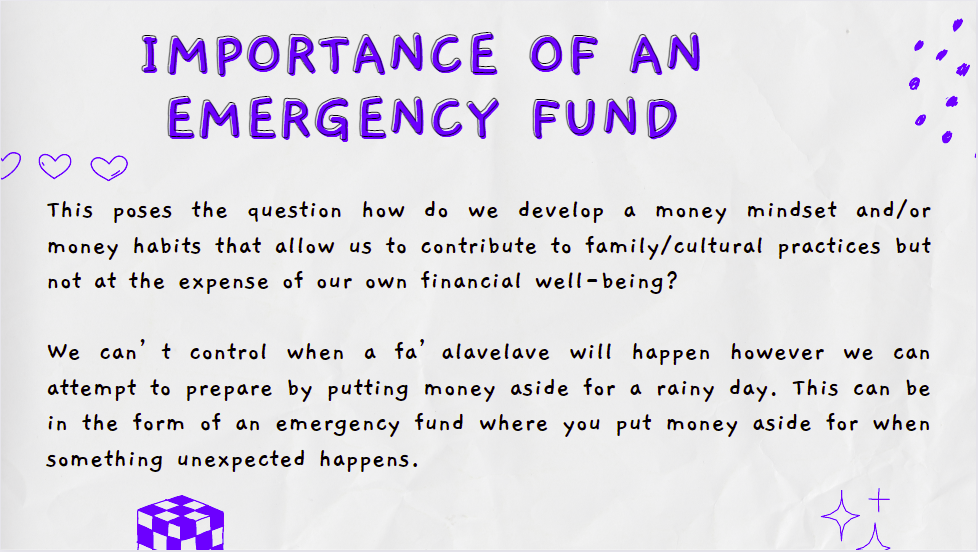 IMPORTANCE OF AN
EMERGENCY FUND
This poses the question how do we develop a money mindset and/or
money habits that allow us to contribute to family/cultural practices but
not at the expense of our own financial well-being?
We can't control when a fa'alavelave will happen however we can
attempt to prepare by putting money aside for a rainy day. This can be
in the form of an emergency fund where you put money aside for when
something unexpected happens.